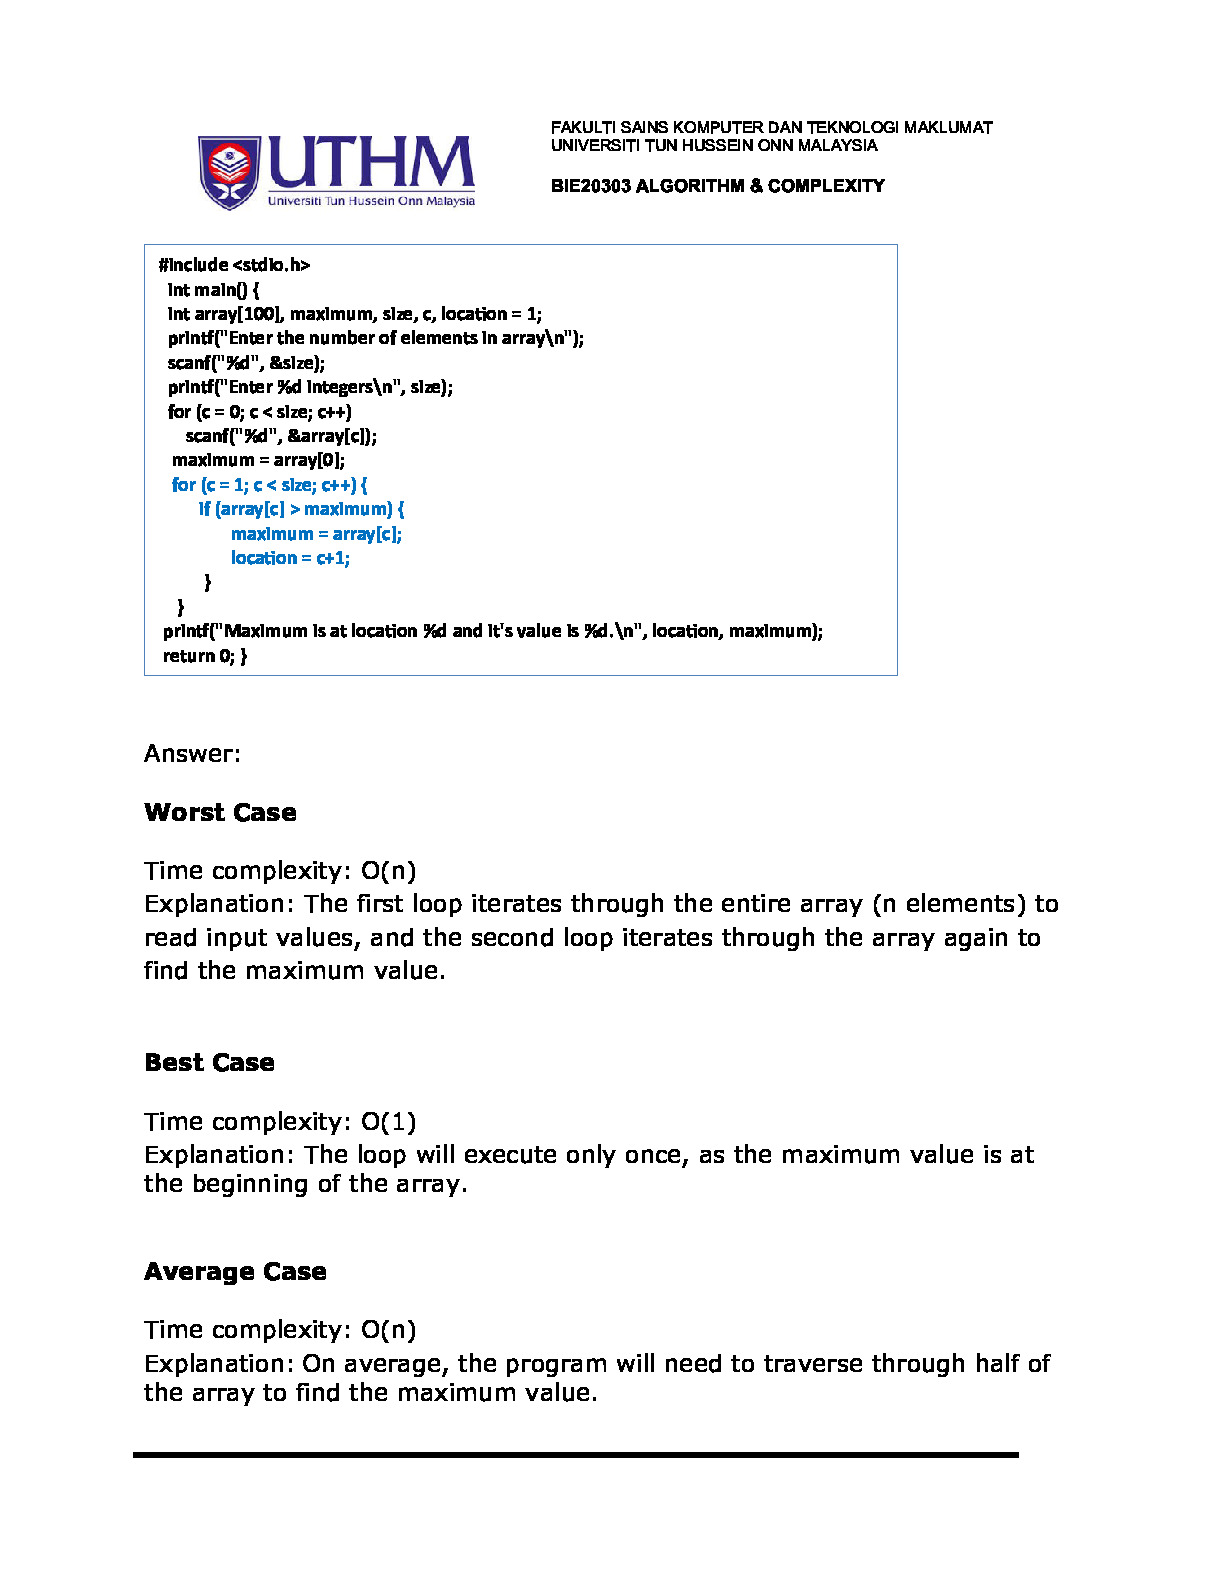 UTHM
Universiti Tun Hussein Onn Malaysia
FAKULTI SAINS KOMPUTER DAN TEKNOLOGI MAKLUMAT
UNIVERSITI TUN HUSSEIN ONN MALAYSIA
BIE20303 ALGORITHM & COMPLEXITY
#include <stdio.h>
int main() {
int array[100], maximum, size, c, location = 1;
printf("Enter the number of elements in array\n");
scanf("%d", &size);
printf("Enter %d integers\n", size);
for (c = 0; c < size; c++)
scanf("%d", &array[c]);
maximum = array[0];
for (c = 1; c < size; c++) {
if (array[c] > maximum) {
maximum = array[c];
location = c+1;
}
}
printf("Maximum is at location %d and it's value is %d.\n", location, maximum);
return 0; }
Answer:
Worst Case
Time complexity: O(n)
Explanation: The first loop iterates through the entire array (n elements) to
read input values, and the second loop iterates through the array again to
find the maximum value.
Best Case
Time complexity: O(1)
Explanation: The loop will execute only once, as the maximum value is at
the beginning of the array.
Average Case
Time complexity: O(n)
Explanation: On average, the program will need to traverse through half of
the array to find the maximum value.